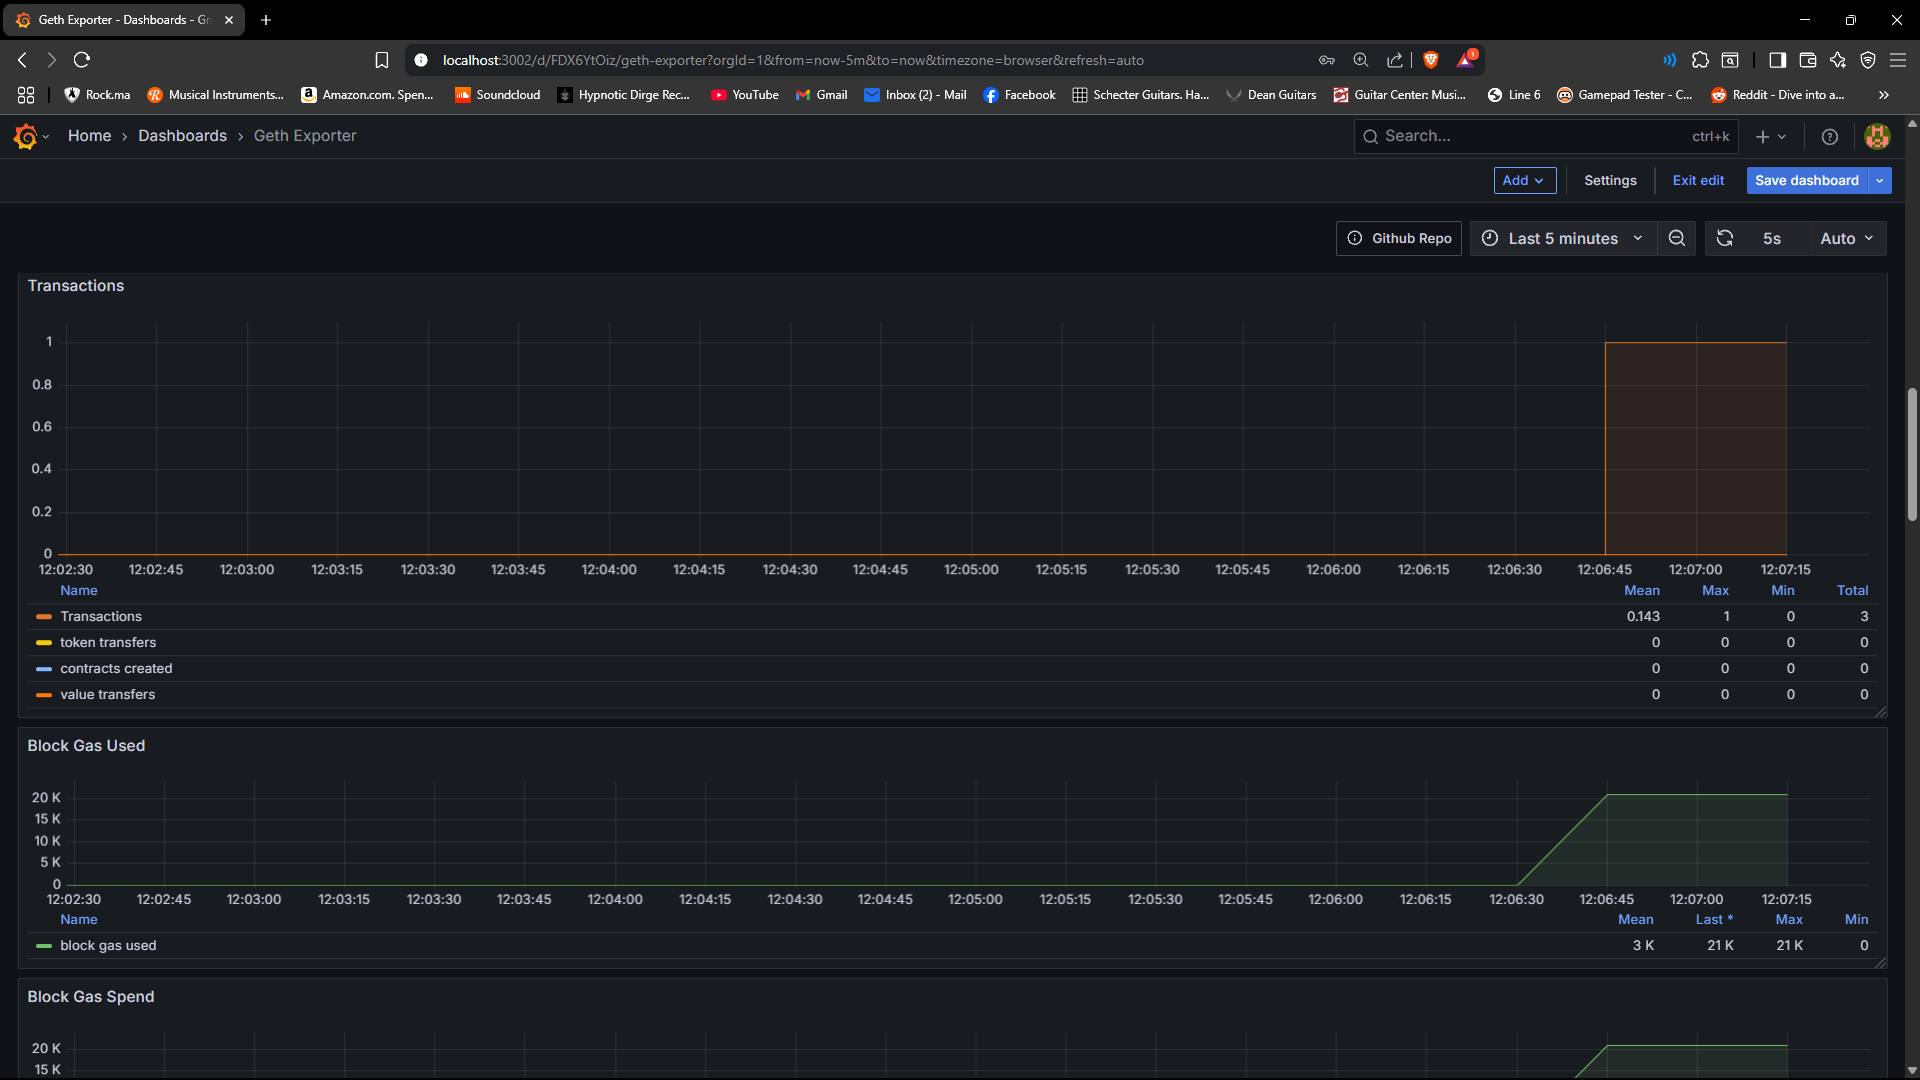 Geth Exporter - Dashboards - Gr
localhost:3002/d/FDX6YtOiz/geth-exporter?orgId=1&from=now-5m&to=now&timezone=browser&refresh=auto
1
Rock.ma Musical Instruments... Amazon.com. Spen... Soundcloud Hypnotic Dirge Rec... YouTube Gmail Inbox (2) - Mail Facebook Schecter Guitars. Ha... Dean Guitars Guitar Center: Musi... Line 6 Gamepad Tester - C... Reddit - Dive into a...
Home › Dashboards › Geth Exporter Search... ctrl+k
Add Settings Exit edit Save dashboard
Github Repo Last 5 minutes 5s Auto
Transactions
1
0.8
0.6
0.4
0.2
0
12:02:30 12:02:45 12:03:00 12:03:15 12:03:30 12:03:45 12:04:00 12:04:15 12:04:30 12:04:45 12:05:00 12:05:15 12:05:30 12:05:45 12:06:00 12:06:15 12:06:30 12:06:45 12:07:00 12:07:15
Name Mean Max Min Total
Transactions 0.143 1 0 3
token transfers 0 0 0 0
contracts created 0 0 0 0
value transfers 0 0 0 0
Block Gas Used
20 K
15 K
10 K
5 K
0
12:02:30 12:02:45 12:03:00 12:03:15 12:03:30 12:03:45 12:04:00 12:04:15 12:04:30 12:04:45 12:05:00 12:05:15 12:05:30 12:05:45 12:06:00 12:06:15 12:06:30 12:06:45 12:07:00 12:07:15
Name Mean Last * Max Min
block gas used 3 K 21 K 21 K 0
Block Gas Spend
20 K
15 K